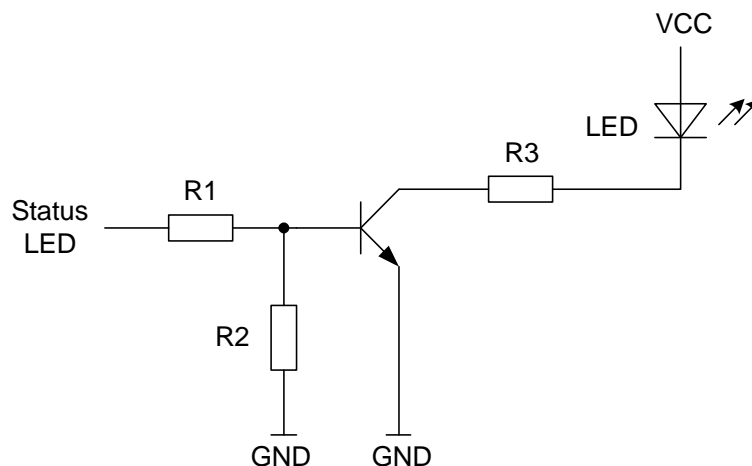 VCC
LED
R3
R1
Status
LED
R2
GND
GND